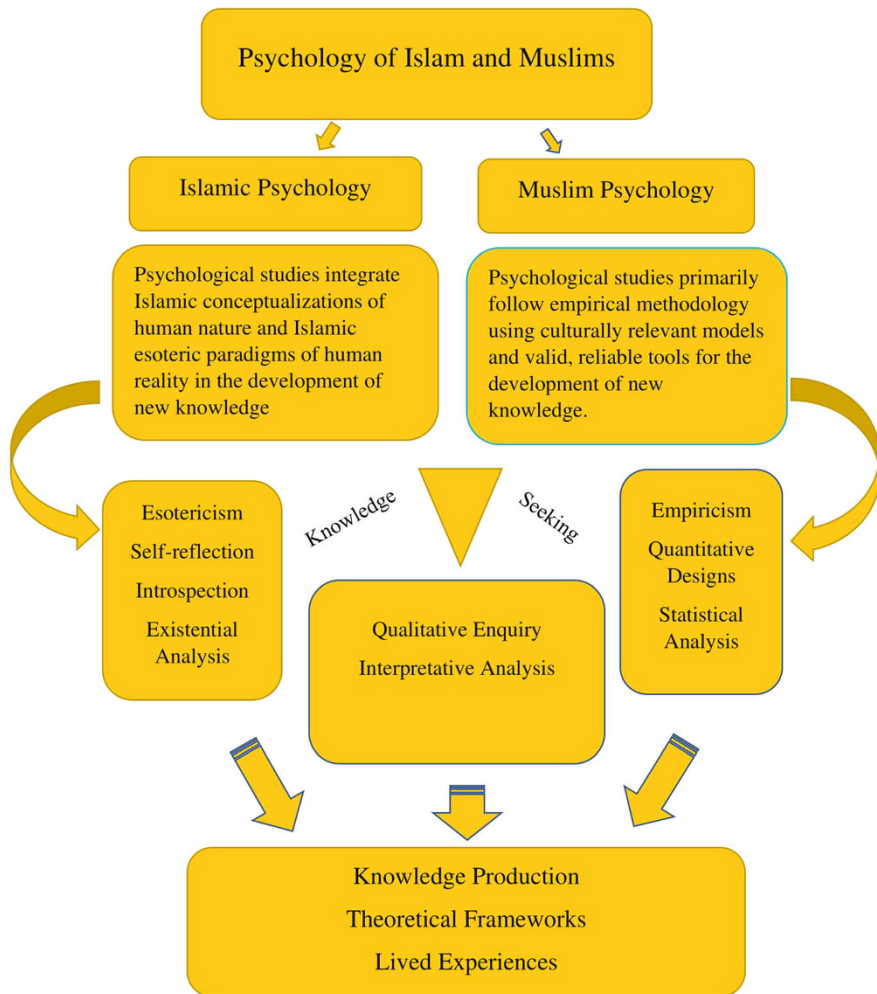 Psychology of Islam and Muslims
Islamic Psychology
Muslim Psychology
Psychological studies integrate
Islamic conceptualizations of
human nature and Islamic
esoteric paradigms of human
reality in the development of
new knowledge
Psychological studies primarily
follow empirical methodology
using culturally relevant models
and valid, reliable tools for the
development of new
knowledge.
Knowledge
Seeking
Esotericism
Self-reflection
Introspection
Existential
Analysis
Qualitative Enquiry
Interpretative Analysis
Empiricism
Quantitative
Designs
Statistical
Analysis
Knowledge Production
Theoretical Frameworks
Lived Experiences